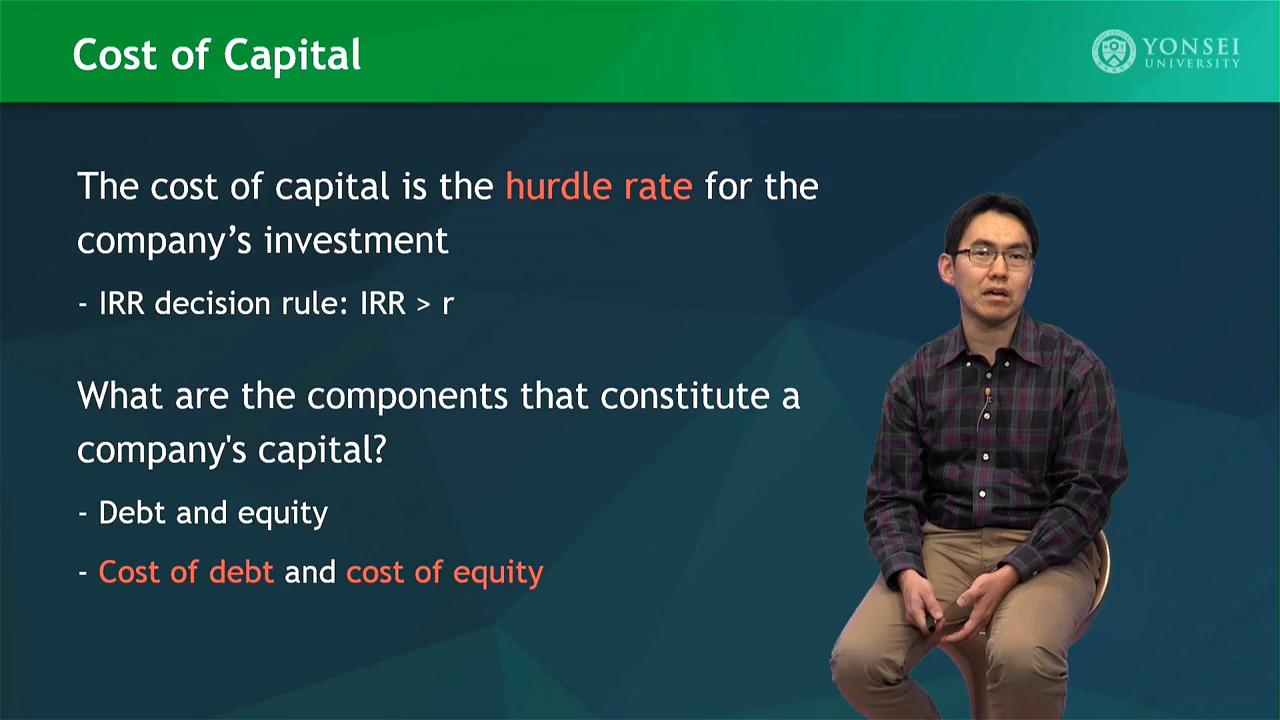 Cost of Capital
YONSEI
UNIVERSITY
The cost of capital is the hurdle rate for the
company’s investment
- IRR decision rule: IRR > r
What are the components that constitute a
company's capital?
- Debt and equity
- Cost of debt and cost of equity